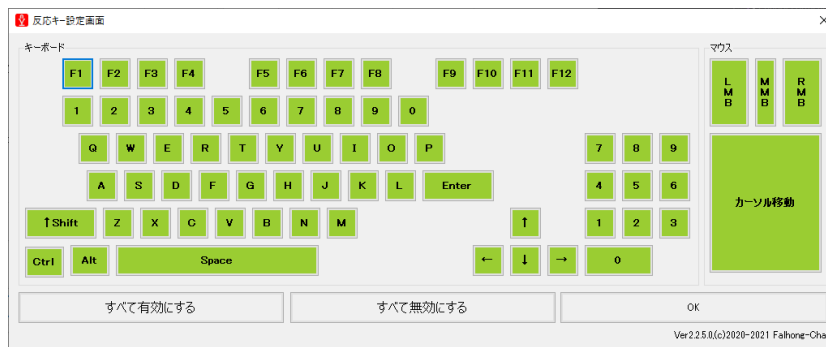 反応キー設定画面
キーボード
マウス
F1 F2 F3 F4 F5 F6 F7 F8 F9 F10 F11 F12
LMB MMB RMB
1 2 3 4 5 6 7 8 9 0
Q W E R T Y U I O P 7 8 9
A S D F G H J K L Enter 4 5 6
カーソル移動
↑Shift Z X C V B N M ↑ 1 2 3
Ctrl Alt Space ← ↓ → 0
すべて有効にする すべて無効にする OK
Ver2.2.5.0,(c)2020-2021 Falhong-Cha